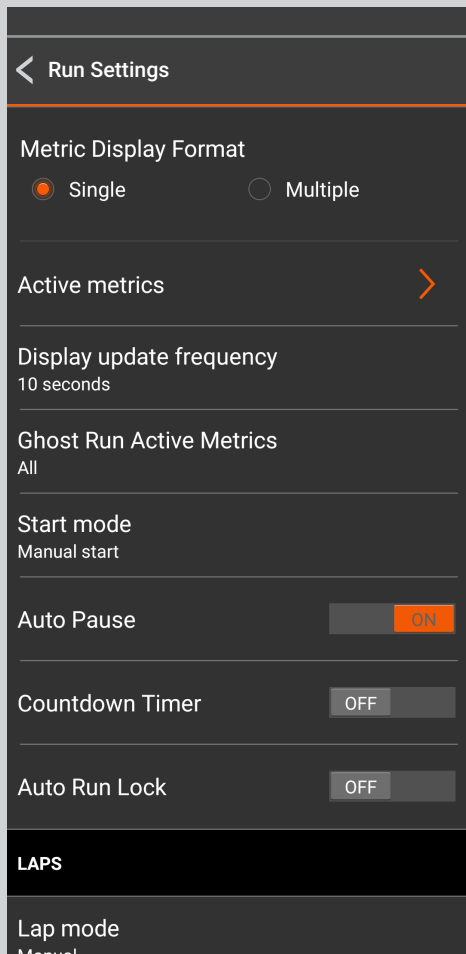 Run Settings
Metric Display Format
Single Multiple
Active metrics
Display update frequency
10 seconds
Ghost Run Active Metrics
All
Start mode
Manual start
Auto Pause ON
Countdown Timer OFF
Auto Run Lock OFF
LAPS
Lap mode
Manual